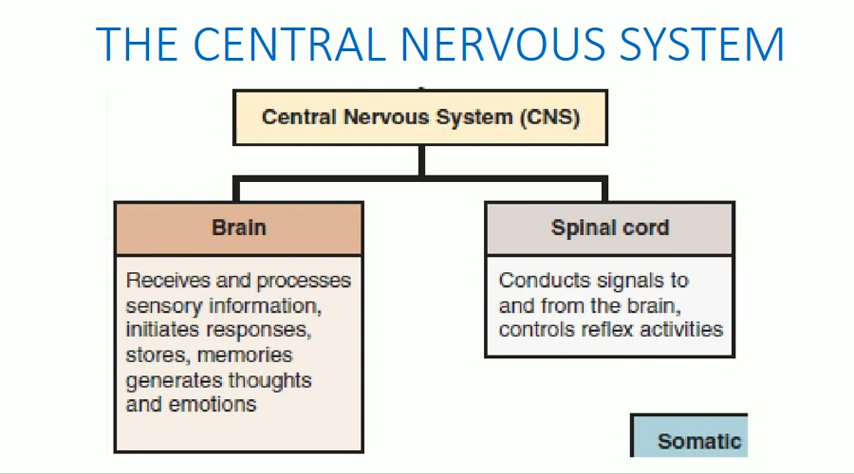 THE CENTRAL NERVOUS SYSTEM
Central Nervous System (CNS)
Brain
Receives and processes
sensory information,
initiates responses,
stores, memories
generates thoughts
and emotions
Spinal cord
Conducts signals to
and from the brain,
controls reflex activities
Somatic